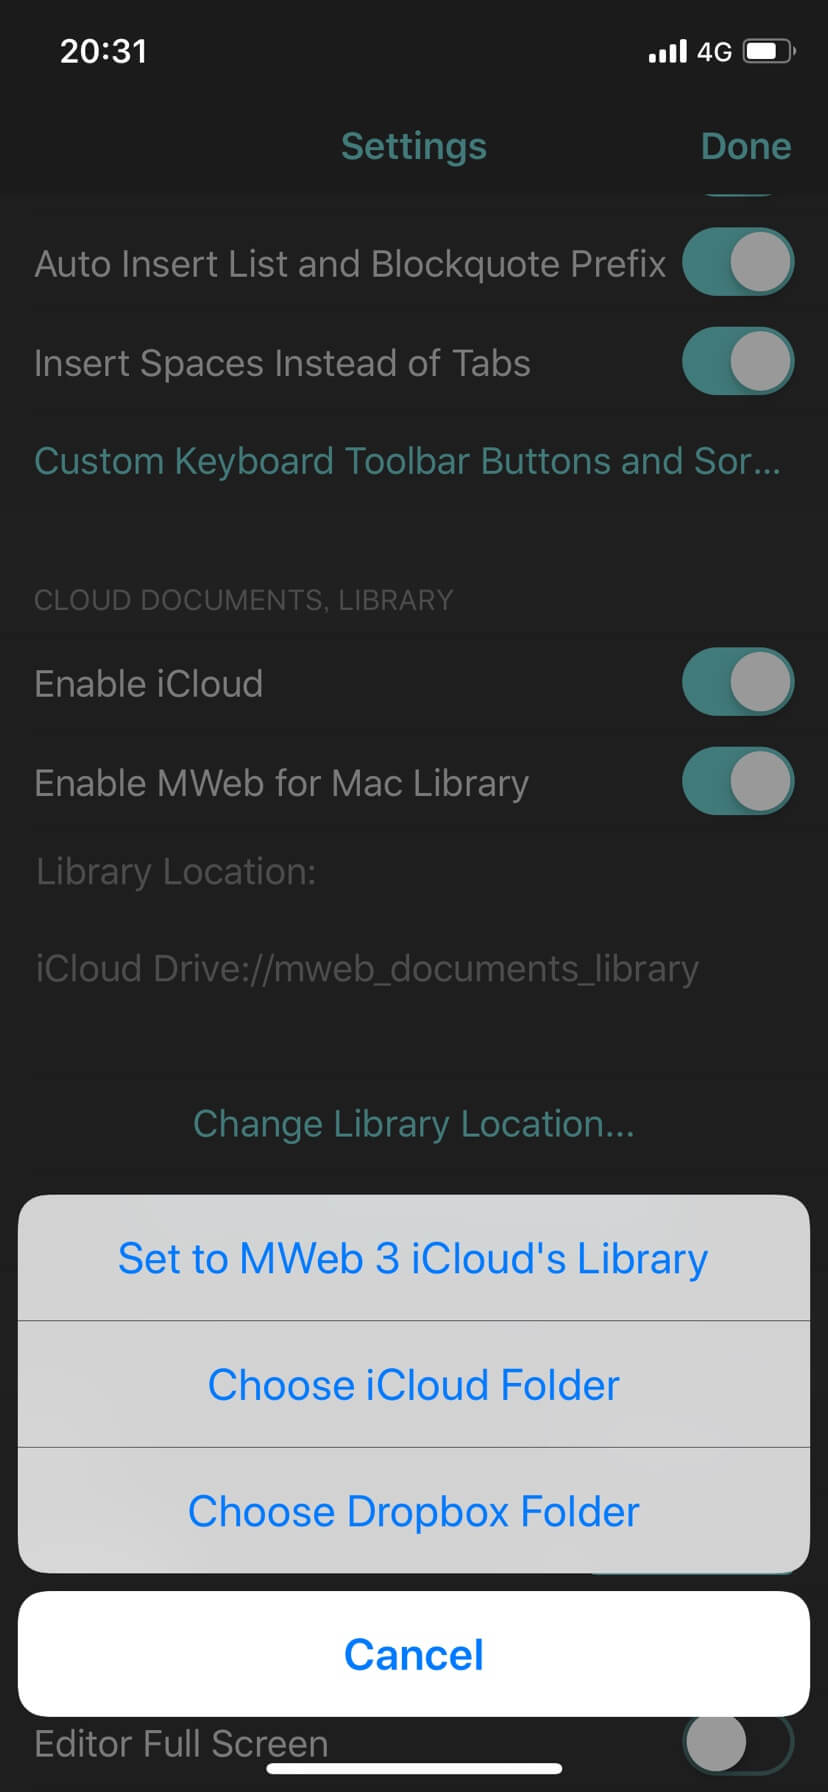 20:31
4G
Settings
Done
Auto Insert List and Blockquote Prefix
Insert Spaces Instead of Tabs
Custom Keyboard Toolbar Buttons and Sor...
CLOUD DOCUMENTS, LIBRARY
Enable iCloud
Enable MWeb for Mac Library
Library Location:
iCloud Drive://mweb_documents_library
Change Library Location...
Set to MWeb 3 iCloud's Library
Choose iCloud Folder
Choose Dropbox Folder
Cancel
Editor Full Screen